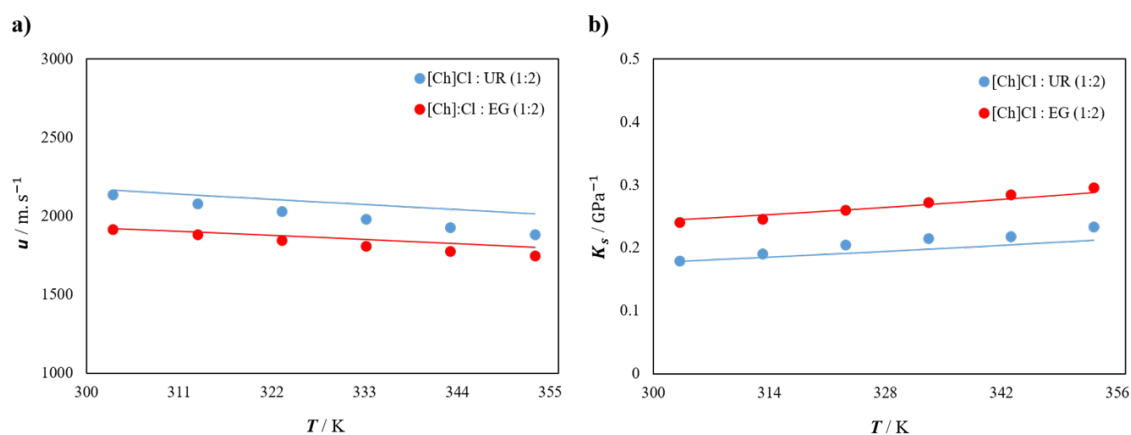 a)
3000
2500
2000
1500
1000
300
311
322
333
344
355
u / m. s⁻¹
T / K
[Ch]Cl : UR (1:2)
[Ch]:Cl : EG (1:2)
b)
0.5
0.4
0.3
0.2
0.1
0
300
314
328
342
356
K_s / GPa⁻¹
T / K
[Ch]Cl : UR (1:2)
[Ch]Cl : EG (1:2)